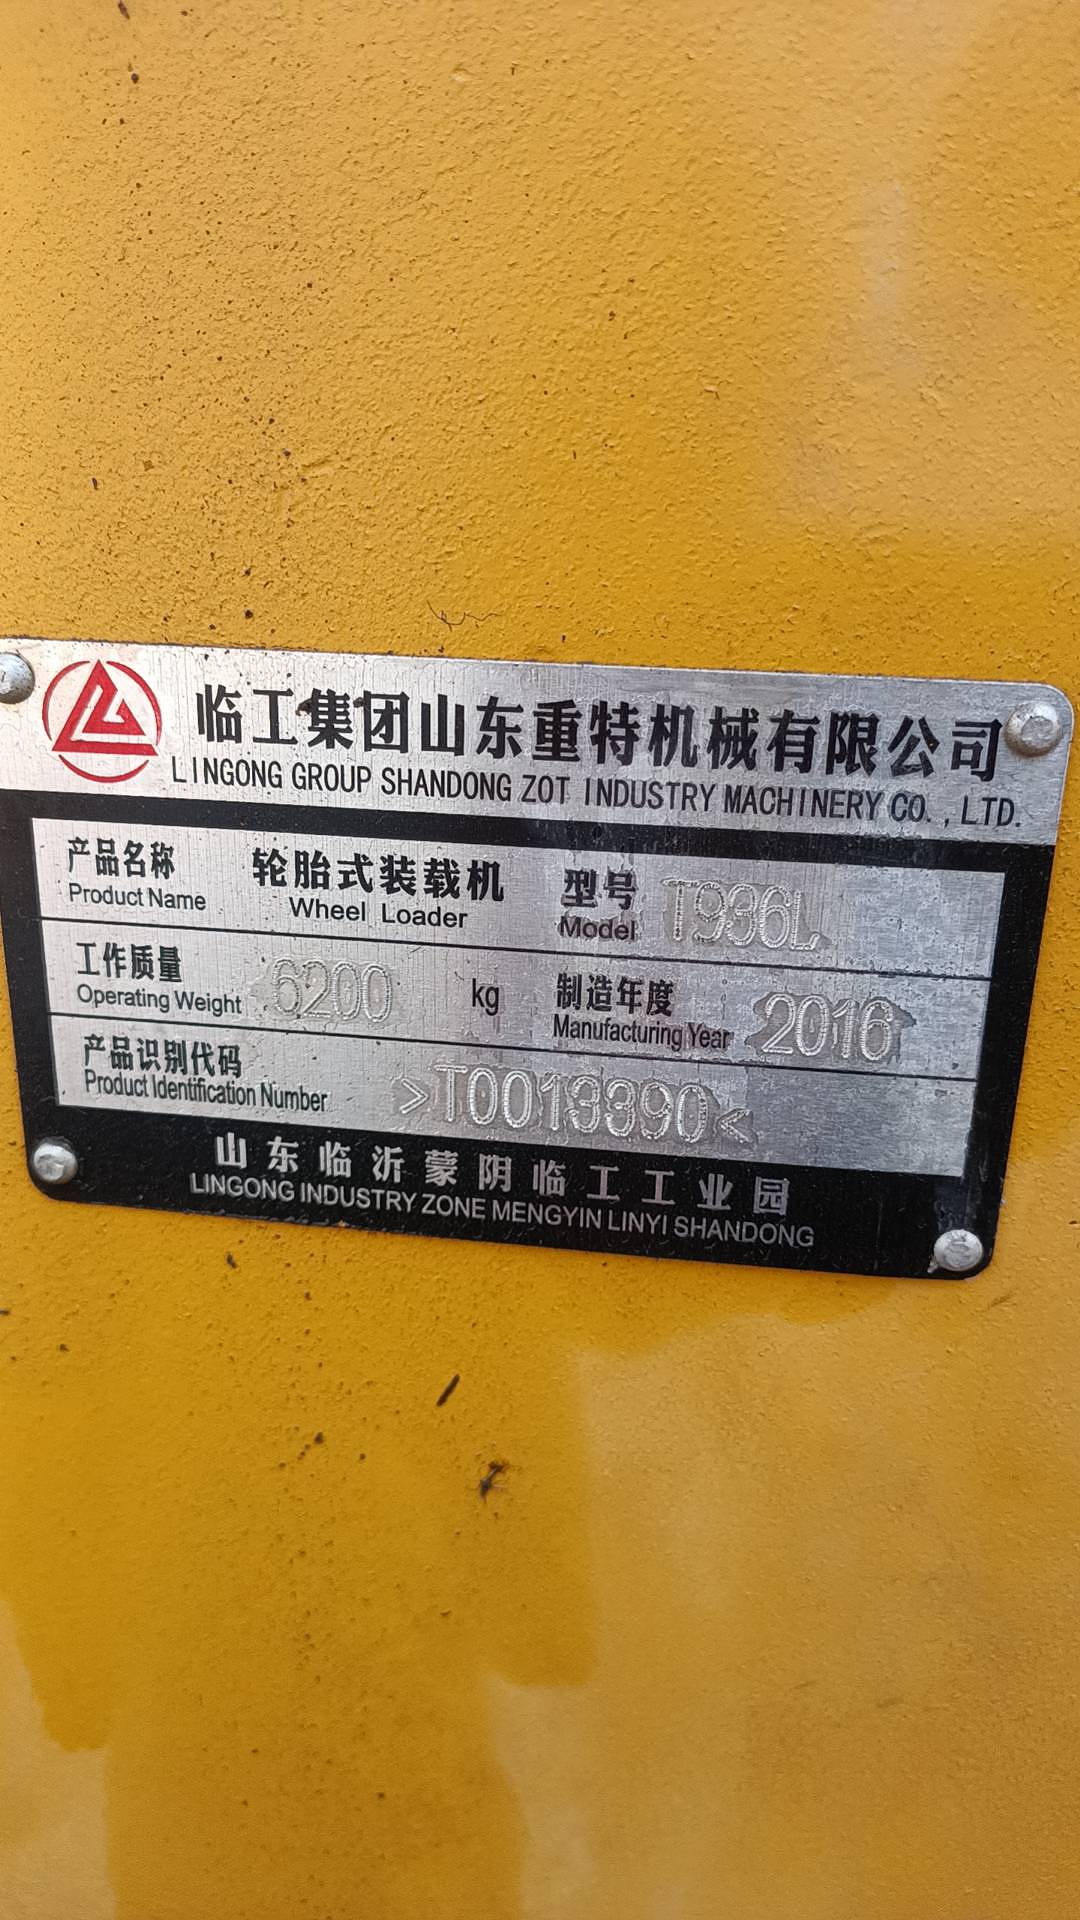 临工集团山东重特机械有限公司
LINGONG GROUP SHANDONG ZOT INDUSTRY MACHINERY CO., LTD.
产品名称 轮胎式装载机 型号 T936L
Product Name Wheel Loader Model
工作质量 6200 kg 制造年度 2016
Operating Weight Manufacturing Year
产品识别代码 >T0013390<
Product Identification Number
山东临沂蒙阴临工工业园
LINGONG INDUSTRY ZONE MENGYIN LINYI SHANDONG